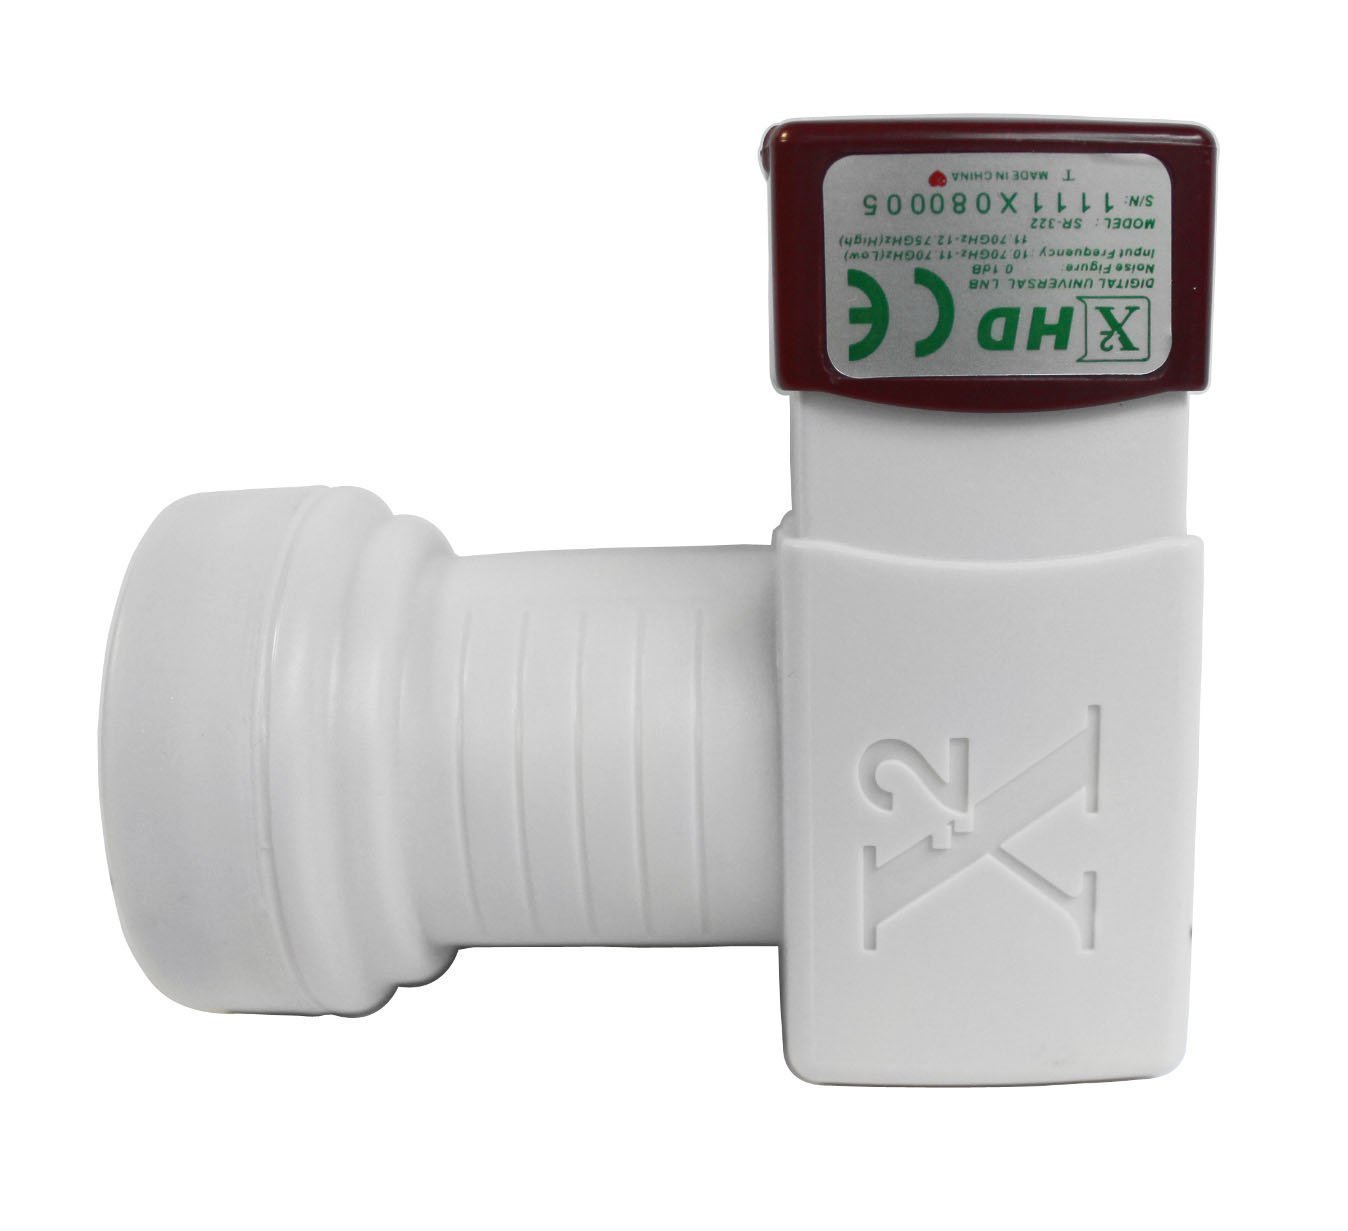 X2 HD CE
DIGITAL UNIVERSAL LNB
Noise Figure: 0.1dB
Input Frequency: 10.70GHz-11.70GHz(Low)
11.70GHz-12.75GHz(High)
MODEL: SR-322
S/N: 1111X080005
T MADE IN CHINA
X2